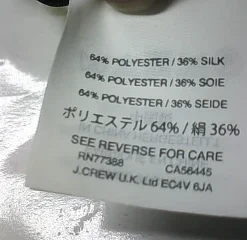 64% POLYESTER / 36% SILK
64% POLYESTER / 36% SOIE
64% POLYESTER / 36% SEIDE
ポリエステル 64% / 絹 36%
SEE REVERSE FOR CARE
RN77388 CA56445
J.CREW U.K. Ltd EC4V 6JA